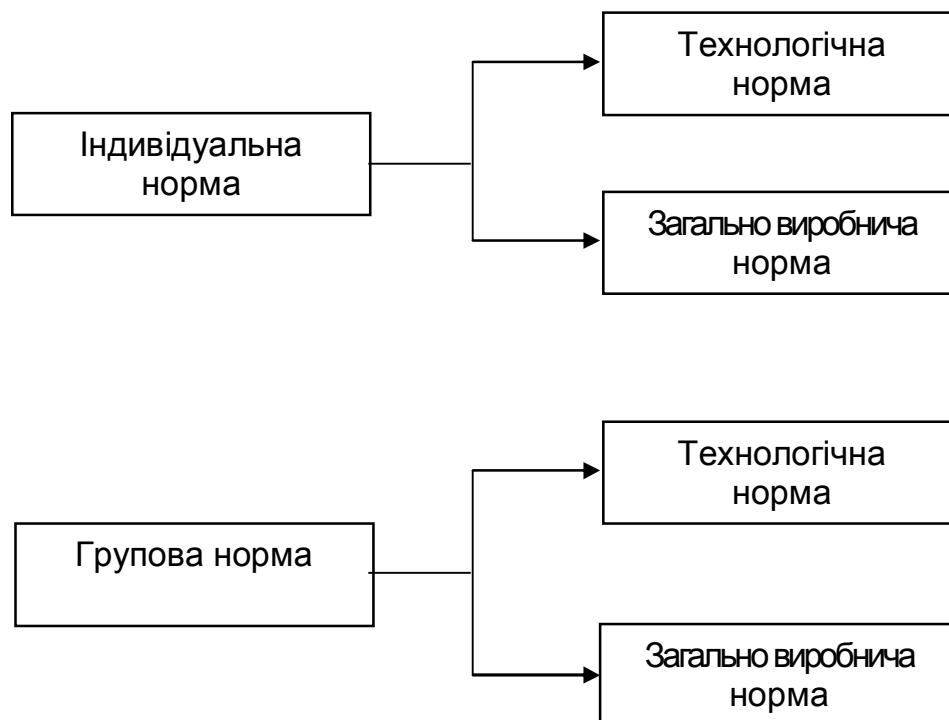 Технологічна
норма
Індивідуальна
норма
Загально виробнича
норма
Технологічна
норма
Групова норма
Загально виробнича
норма